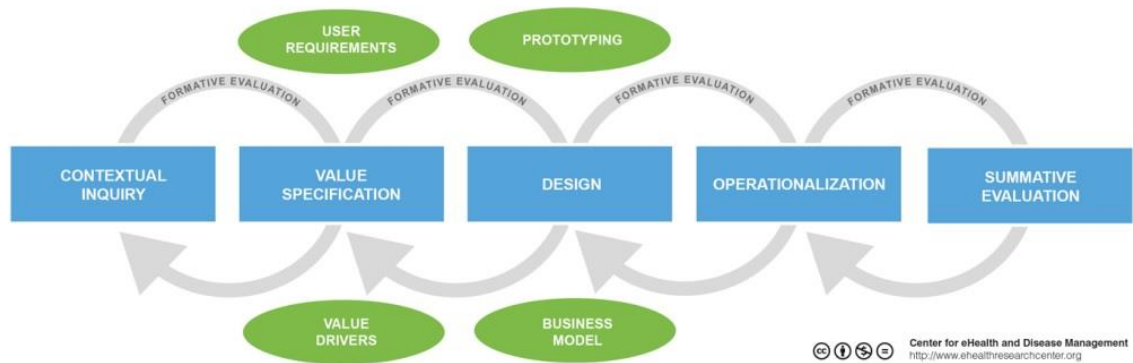 USER
REQUIREMENTS
PROTOTYPING
FORMATIVE EVALUATION
FORMATIVE EVALUATION
FORMATIVE EVALUATION
FORMATIVE EVALUATION
CONTEXTUAL
INQUIRY
VALUE
SPECIFICATION
DESIGN
OPERATIONALIZATION
SUMMATIVE
EVALUATION
VALUE
DRIVERS
BUSINESS
MODEL
cc
Center for eHealth and Disease Management
http://www.ehealthresearchcenter.org